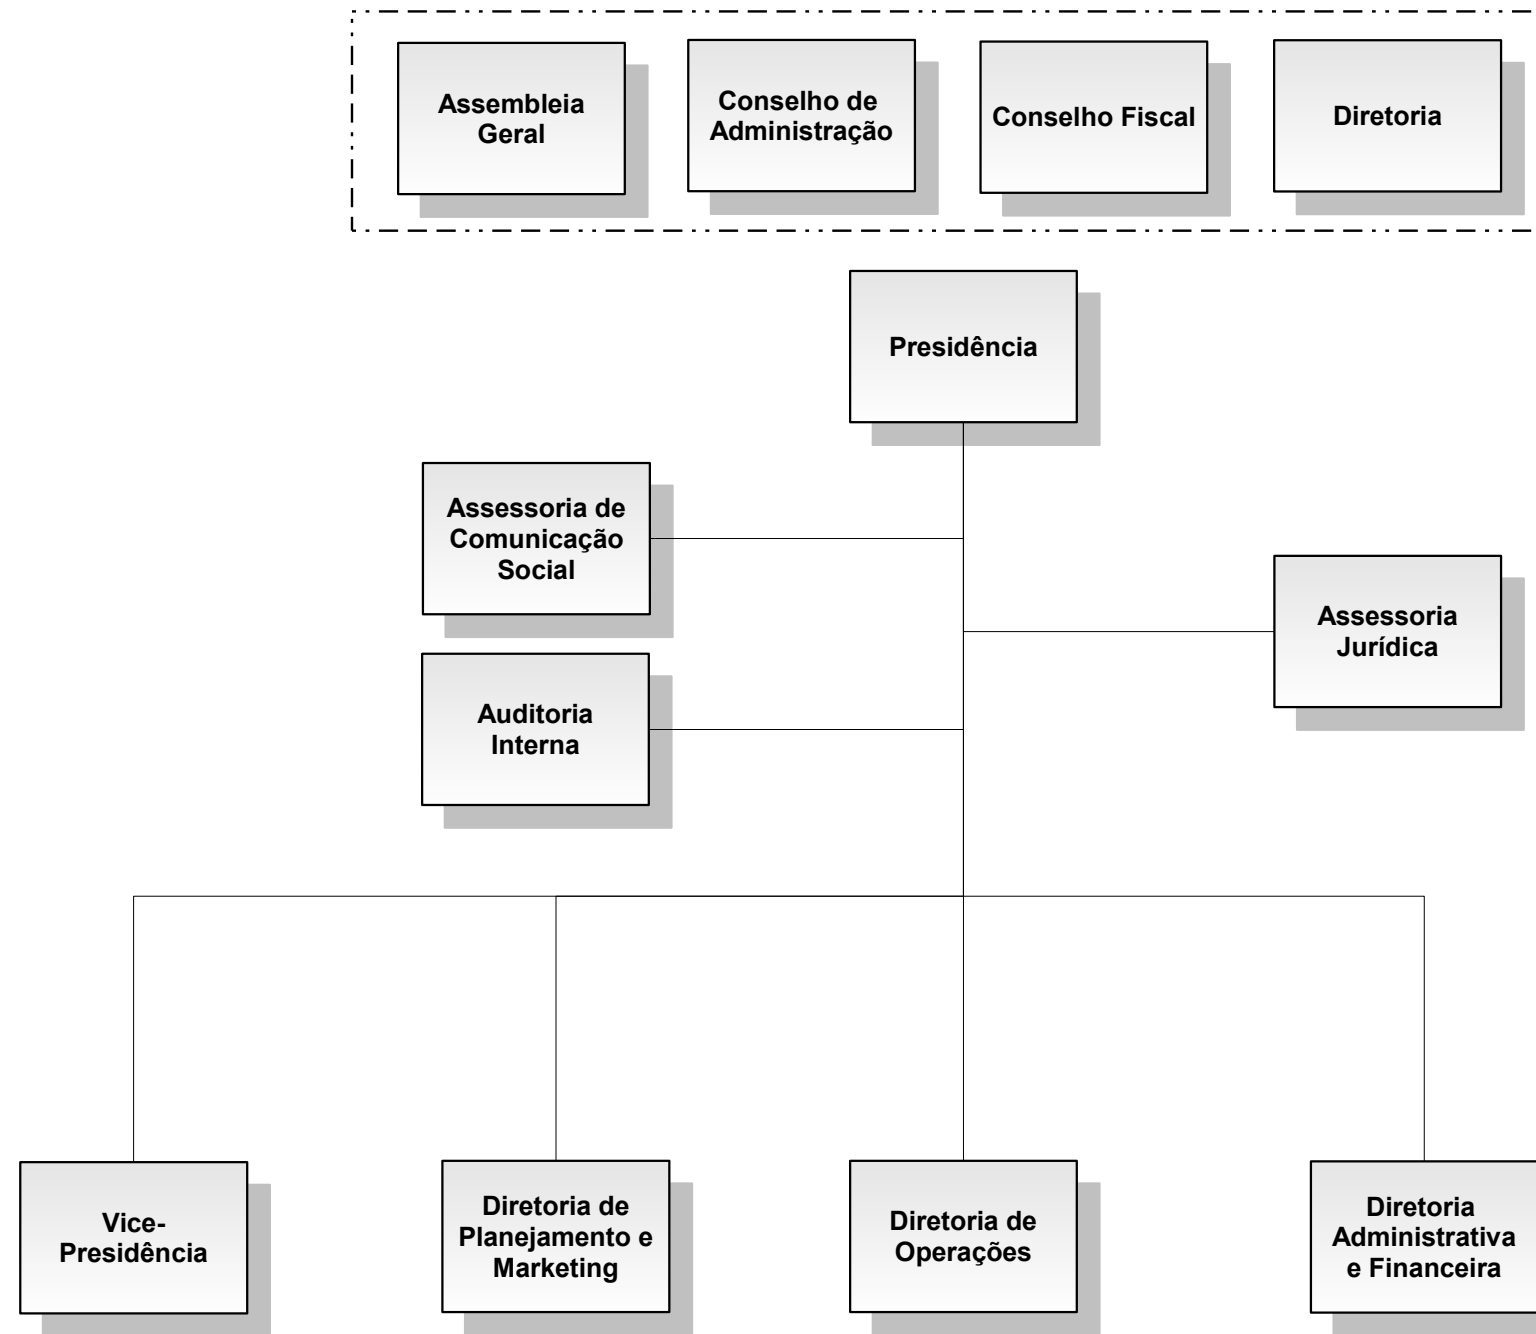 Assembleia
Geral
Conselho de
Administração
Conselho Fiscal
Diretoria
Presidência
Assessoria de
Comunicação
Social
Assessoria
Jurídica
Auditoria
Interna
Vice-
Presidência
Diretoria de
Planejamento e
Marketing
Diretoria de
Operações
Diretoria
Administrativa
e Financeira